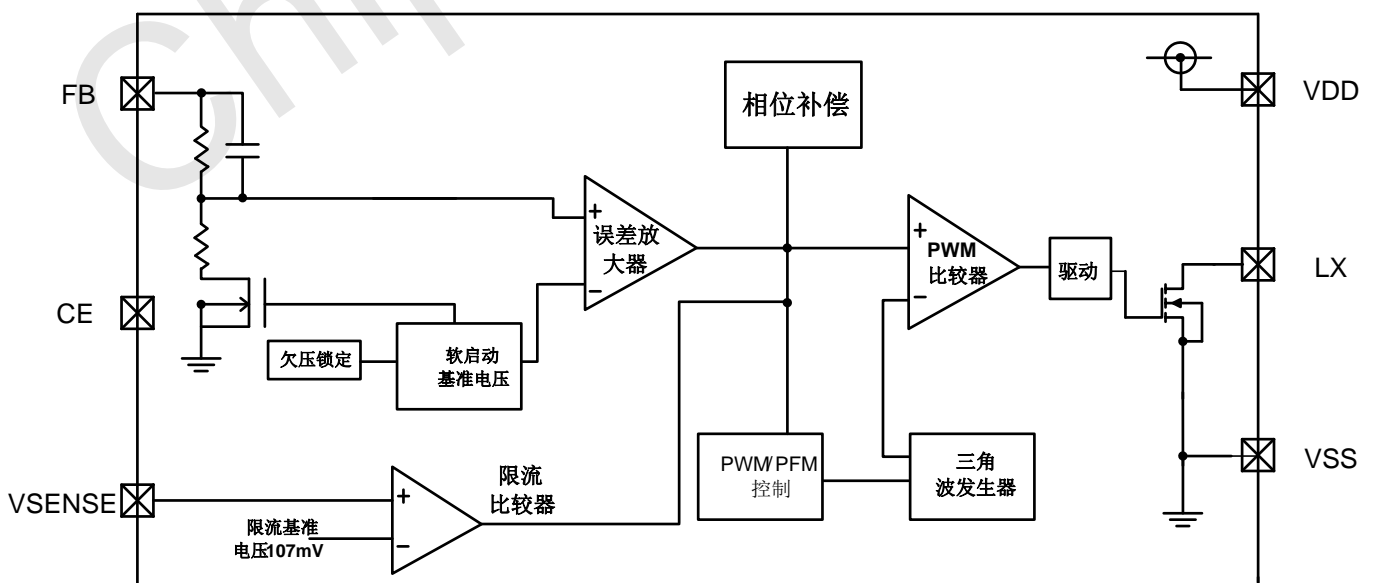 Chip
FB
相位补偿
VDD
+
误差放
大器
−
+
PWM
比较器
−
驱动
LX
CE
欠压锁定
软启动
基准电压
VSENSE
限流基准
电压107mV
+
−
限流
比较器
PWM/PFM
控制
三角
波发生器
VSS